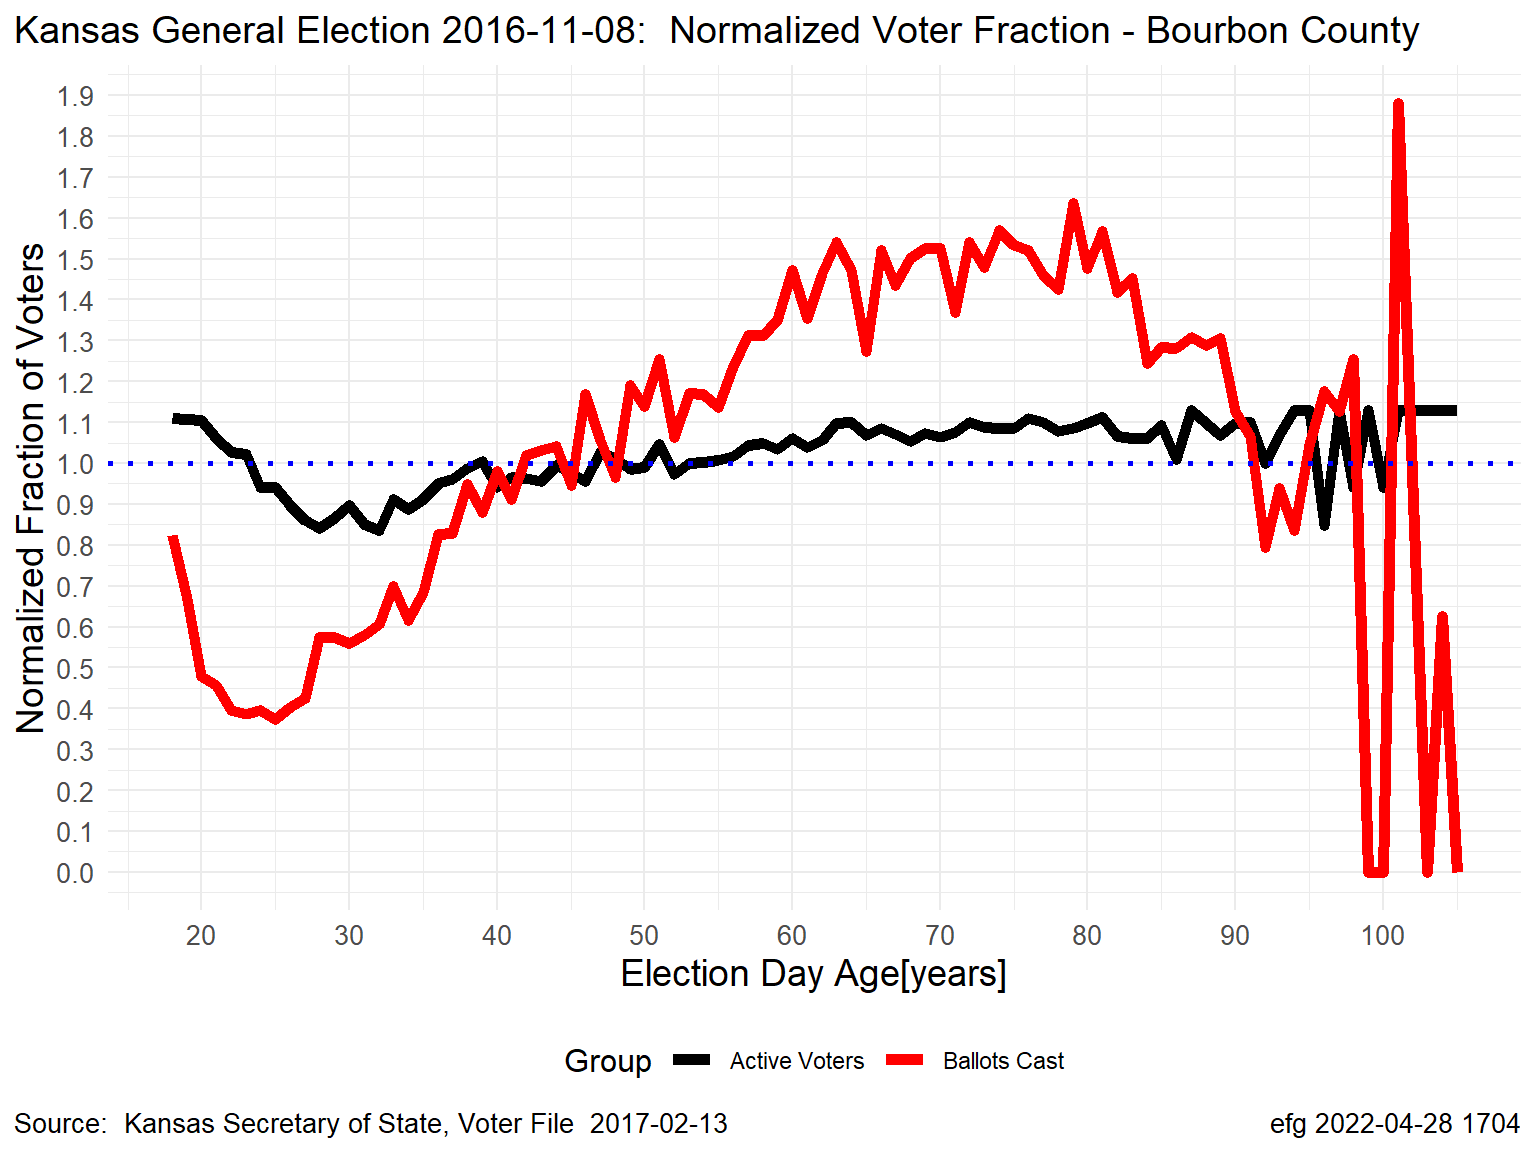 Kansas General Election 2016-11-08:  Normalized Voter Fraction - Bourbon County
Normalized Fraction of Voters
1.9
1.8
1.7
1.6
1.5
1.4
1.3
1.2
1.1
1.0
0.9
0.8
0.7
0.6
0.5
0.4
0.3
0.2
0.1
0.0
20 30 40 50 60 70 80 90 100
Election Day Age[years]
Group Active Voters Ballots Cast
Source:  Kansas Secretary of State, Voter File  2017-02-13
efg 2022-04-28 1704